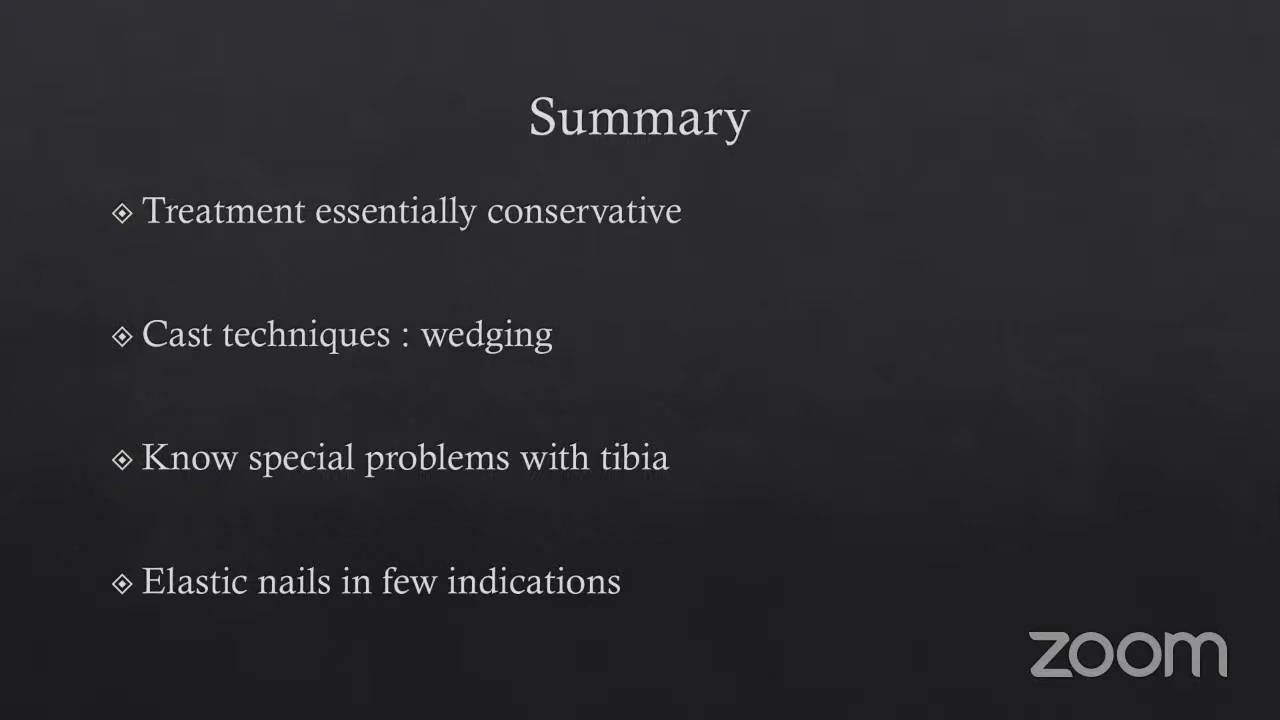 Summary
Treatment essentially conservative
Cast techniques : wedging
Know special problems with tibia
Elastic nails in few indications
zoom